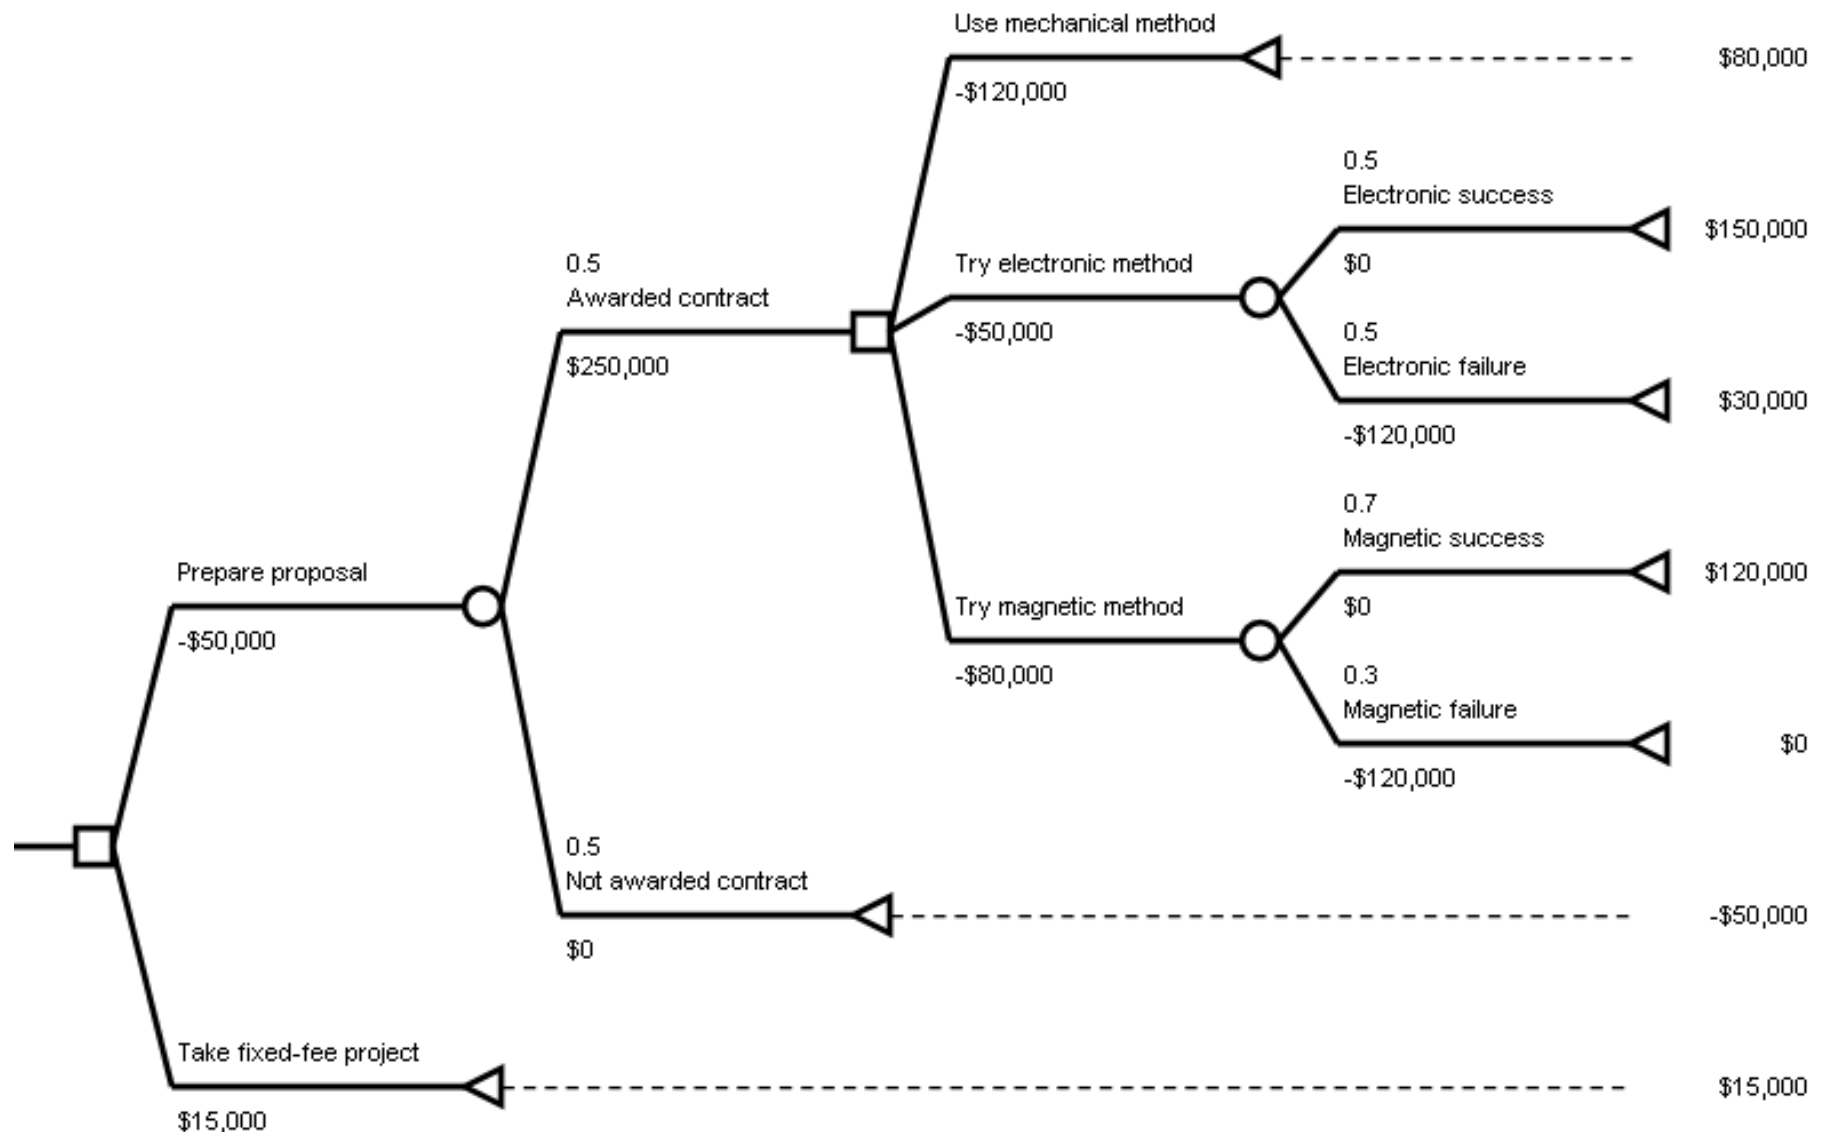 Use mechanical method
-$120,000
$80,000
0.5
Electronic success
$0
$150,000
0.5
Awarded contract
$250,000
Try electronic method
-$50,000
0.5
Electronic failure
-$120,000
$30,000
0.7
Magnetic success
$0
$120,000
Prepare proposal
-$50,000
Try magnetic method
-$80,000
0.3
Magnetic failure
-$120,000
$0
0.5
Not awarded contract
$0
-$50,000
Take fixed-fee project
$15,000
$15,000